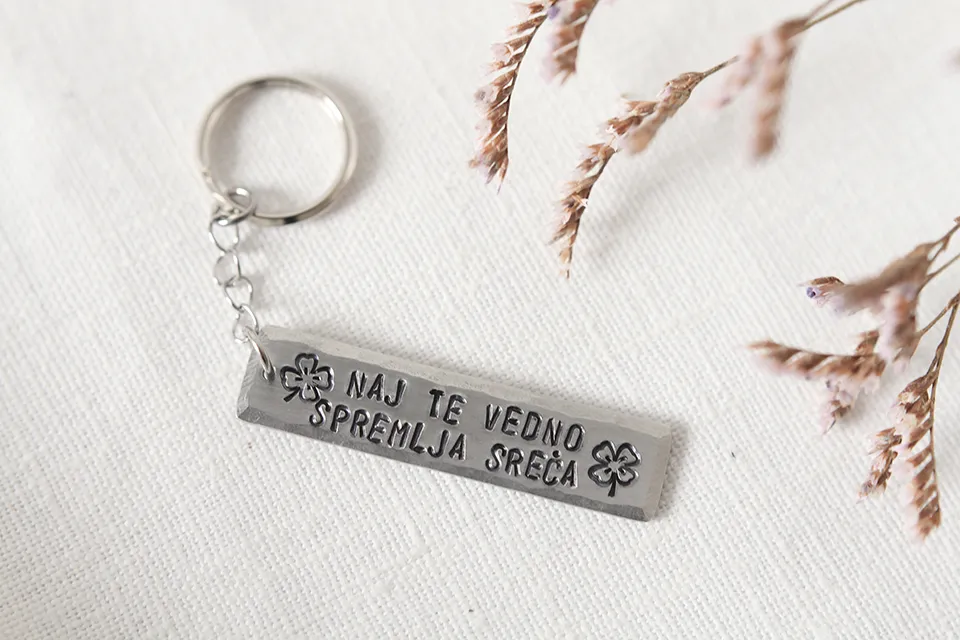 NAJ TE VEDNO
SPREMLJA SREČA